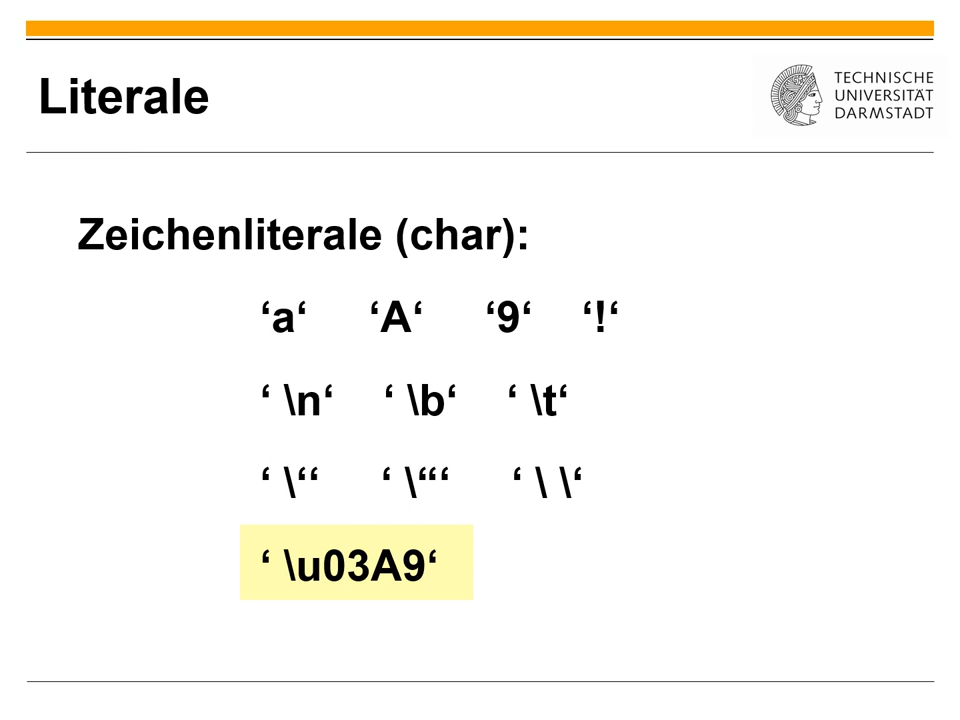 Literale
TECHNISCHE
UNIVERSITÄT
DARMSTADT
Zeichenliterale (char):
‘a‘ ‘A‘ ‘9‘ ‘!‘
‘ \n‘ ‘ \b‘ ‘ \t‘
‘ \‘‘ ‘ \“‘ ‘ \ \‘
‘ \u03A9‘